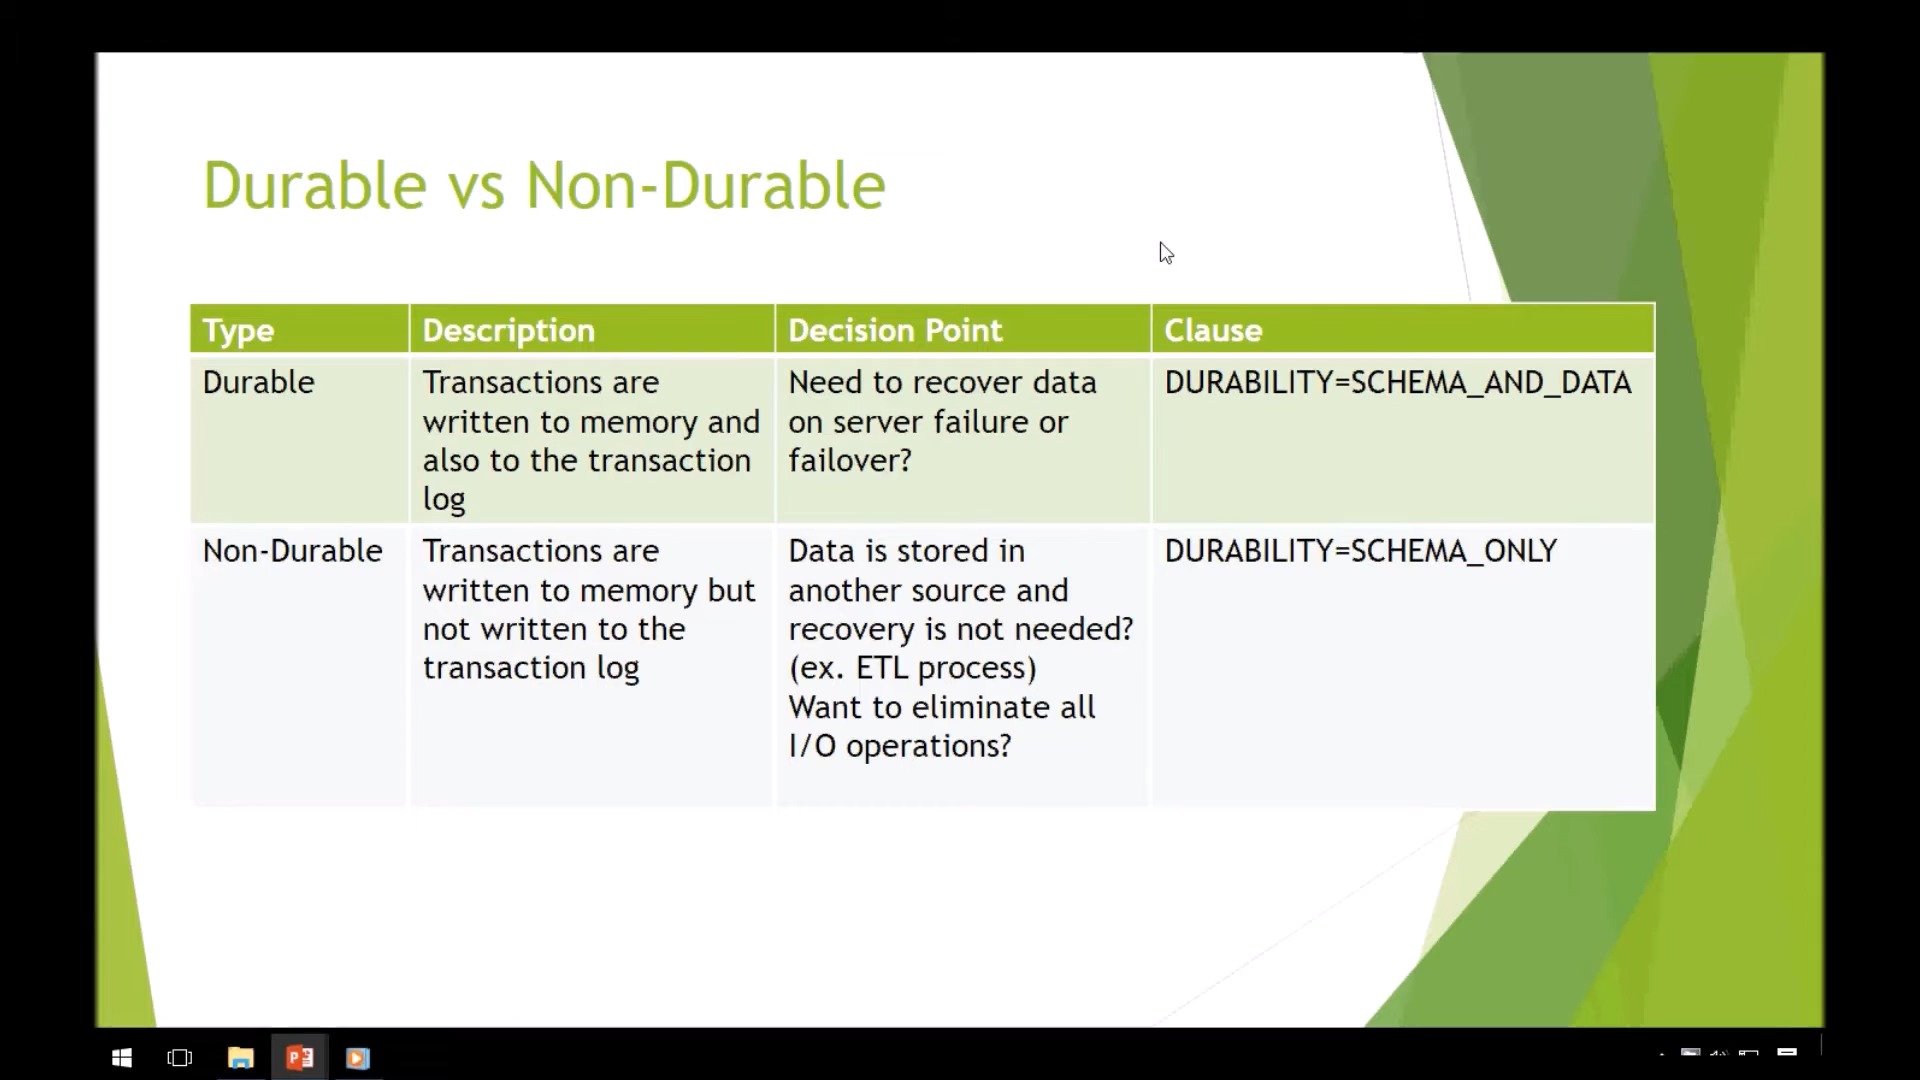 Durable vs Non-Durable
Type
Description
Decision Point
Clause
Durable
Transactions are
written to memory and
also to the transaction
log
Need to recover data
on server failure or
failover?
DURABILITY=SCHEMA_AND_DATA
Non-Durable
Transactions are
written to memory but
not written to the
transaction log
Data is stored in
another source and
recovery is not needed?
(ex. ETL process)
Want to eliminate all
I/O operations?
DURABILITY=SCHEMA_ONLY